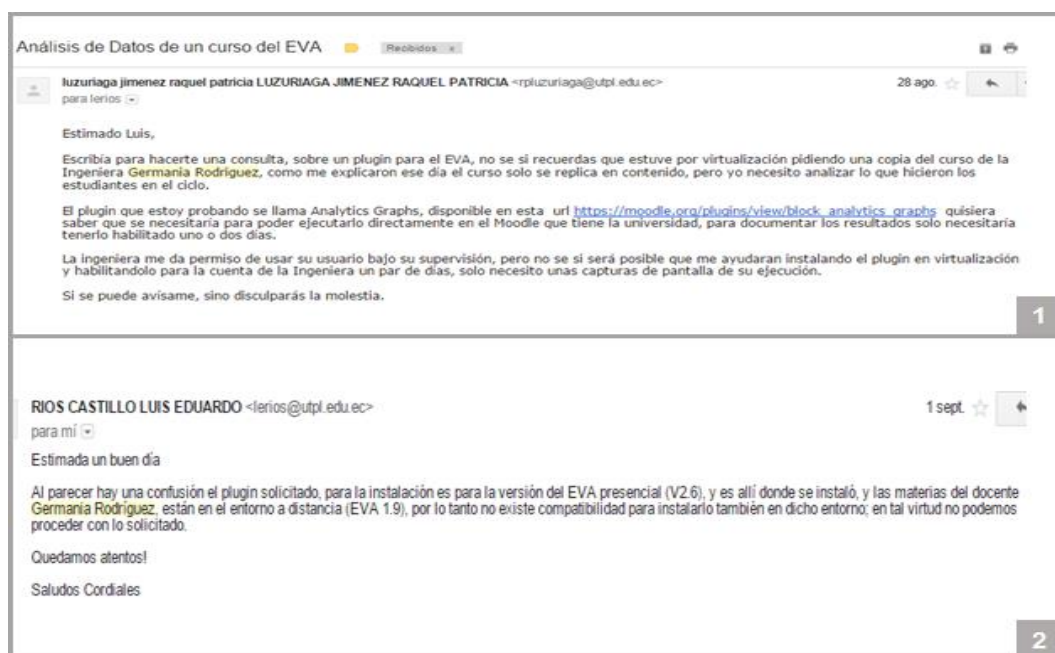 Análisis de Datos de un curso del EVA Recibidos x
luzuriaga jimenez raquel patricia LUZURIAGA JIMENEZ RAQUEL PATRICIA <rpluzuriaga@utpl.edu.ec> 28 ago.
para lerios
Estimado Luis,
Escribía para hacerte una consulta, sobre un plugin para el EVA, no se si recuerdas que estuve por virtualización pidiendo una copia del curso de la
Ingeniera Germania Rodriguez, como me explicaron ese día el curso solo se replica en contenido, pero yo necesito analizar lo que hicieron los
estudiantes en el ciclo.
El plugin que estoy probando se llama Analytics Graphs, disponible en esta url https://moodle.org/plugins/view/block_analytics_graphs quisiera
saber que se necesitaría para poder ejecutarlo directamente en el Moodle que tiene la universidad, para documentar los resultados solo necesitaría
tenerlo habilitado uno o dos días.
La ingeniera me da permiso de usar su usuario bajo su supervisión, pero no se si será posible que me ayudaran instalando el plugin en virtualización
y habilitandolo para la cuenta de la Ingeniera un par de días, solo necesito unas capturas de pantalla de su ejecución.
Si se puede avísame, sino disculparás la molestia.
1
RIOS CASTILLO LUIS EDUARDO <lerios@utpl.edu.ec> 1 sept.
para mí
Estimada un buen día
Al parecer hay una confusión el plugin solicitado, para la instalación es para la versión del EVA presencial (V2.6), y es allí donde se instaló, y las materias del docente
Germania Rodríguez, están en el entorno a distancia (EVA 1.9), por lo tanto no existe compatibilidad para instalarlo también en dicho entorno; en tal virtud no podemos
proceder con lo solicitado.
Quedamos atentos!
Saludos Cordiales
2